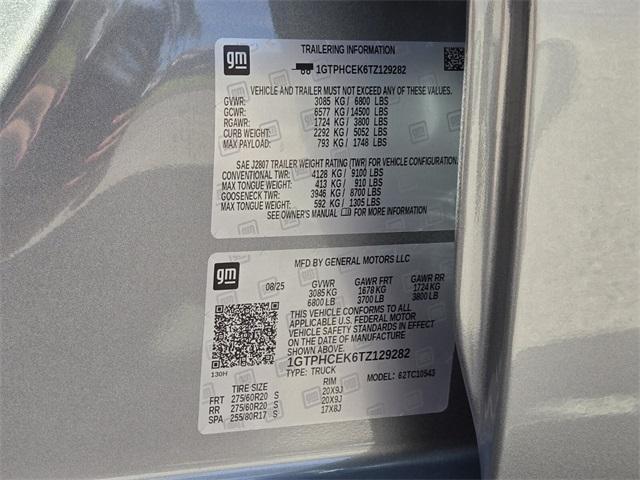 gm
TRAILERING INFORMATION
1GTPHCEK6TZ129282
VEHICLE AND TRAILER MUST NOT EXCEED ANY OF THESE VALUES.
GVWR: 3085 KG / 6800 LBS
GCWR: 6577 KG / 14500 LBS
RGAWR: 1724 KG / 3800 LBS
CURB WEIGHT: 2292 KG / 5052 LBS
MAX PAYLOAD: 793 KG / 1748 LBS
SAE J2807 TRAILER WEIGHT RATING (TWR) FOR VEHICLE CONFIGURATION.
CONVENTIONAL TWR: 4128 KG / 9100 LBS
MAX TONGUE WEIGHT: 413 KG / 910 LBS
GOOSENECK TWR: 3946 KG / 8700 LBS
MAX TONGUE WEIGHT: 592 KG / 1305 LBS
SEE OWNER'S MANUAL FOR MORE INFORMATION
gm
MFD BY GENERAL MOTORS LLC
08/25 GVWR GAWR FRT GAWR RR
3085 KG 1678 KG 1724 KG
6800 LB 3700 LB 3800 LB
THIS VEHICLE CONFORMS TO ALL
APPLICABLE U.S. FEDERAL MOTOR
VEHICLE SAFETY STANDARDS IN EFFECT
ON THE DATE OF MANUFACTURE
SHOWN ABOVE.
1GTPHCEK6TZ129282
130H
TYPE: TRUCK
MODEL: 62TC10543
TIRE SIZE RIM
FRT 275/60R20 S 20X9J
RR 275/60R20 S 20X9J
SPA 255/80R17 S 17X8J